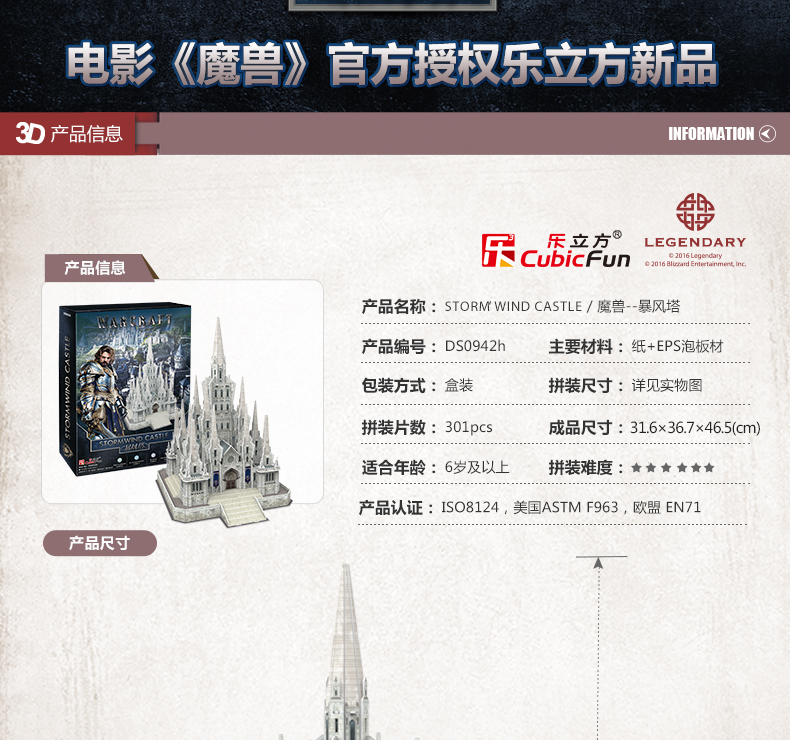 电影《魔兽》官方授权乐立方新品
3D 产品信息
INFORMATION
乐立方®
CubicFun
LEGENDARY
© 2016 Legendary
© 2016 Blizzard Entertainment, Inc.
产品信息
WARCRAFT
STORMWIND CASTLE
STORMWIND CASTLE
产品名称： STORM WIND CASTLE / 魔兽--暴风塔
产品编号： DS0942h 主要材料： 纸+EPS泡板材
包装方式： 盒装 拼装尺寸： 详见实物图
拼装片数： 301pcs 成品尺寸： 31.6×36.7×46.5(cm)
适合年龄： 6岁及以上 拼装难度： ★★★★★★
产品认证： ISO8124，美国ASTM F963，欧盟 EN71
产品尺寸